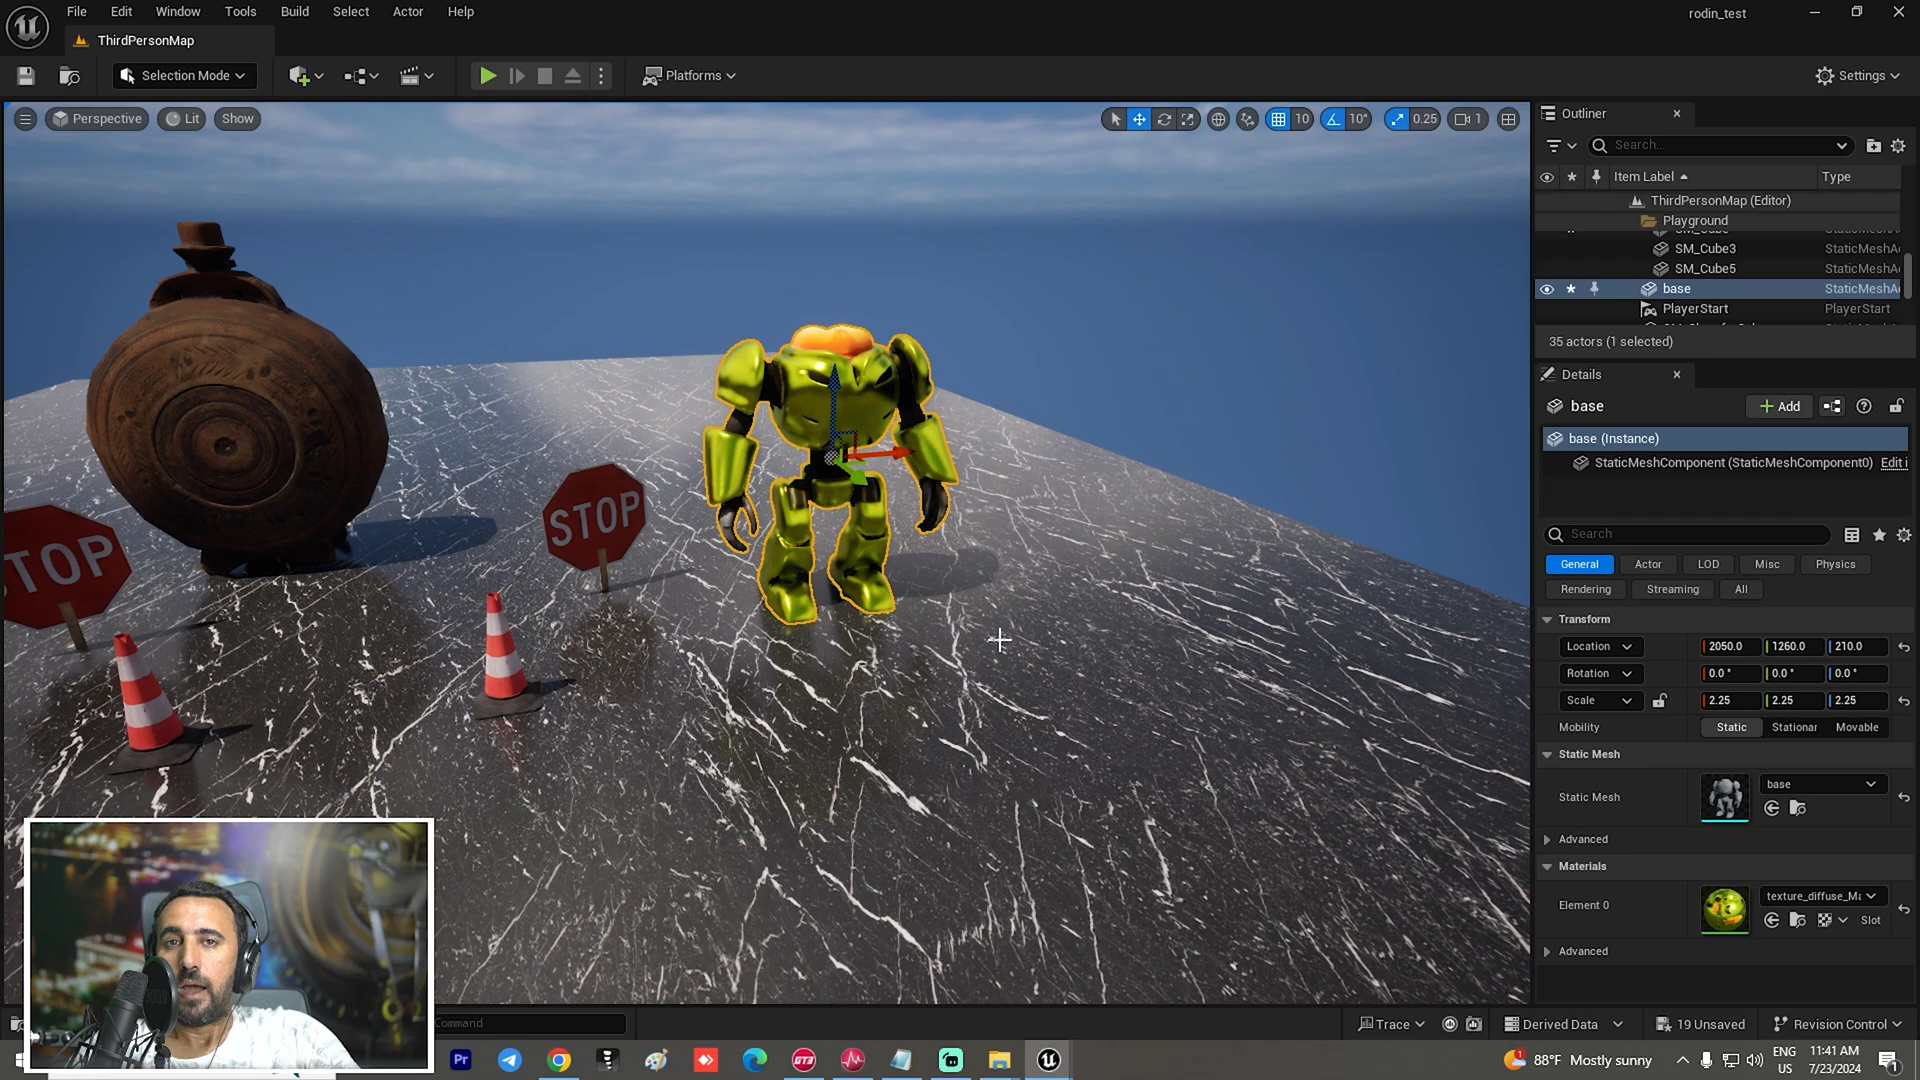 File Edit Window Tools Build Select Actor Help
rodin_test
ThirdPersonMap
Selection Mode
Platforms
Settings
Perspective Lit Show
10 10° 0.25 1
Outliner
Search...
Item Label Type
ThirdPersonMap (Editor)
Playground
SM_Cube3 StaticMeshA
SM_Cube5 StaticMeshA
base StaticMeshA
PlayerStart PlayerStart
35 actors (1 selected)
Details
base
Add
base (Instance)
StaticMeshComponent (StaticMeshComponent0) Edit i
Search
General Actor LOD Misc Physics
Rendering Streaming All
Transform
Location 2050.0 1260.0 210.0
Rotation 0.0 ° 0.0 ° 0.0 °
Scale 2.25 2.25 2.25
Mobility Static Stationar Movable
Static Mesh
Static Mesh base
Advanced
Materials
Element 0 texture_diffuse_Ma
Slot
Advanced
STOP
TOP
Command
Trace Derived Data 19 Unsaved Revision Control
Pr GT3
88°F Mostly sunny
ENG
US
11:41 AM
7/23/2024
1